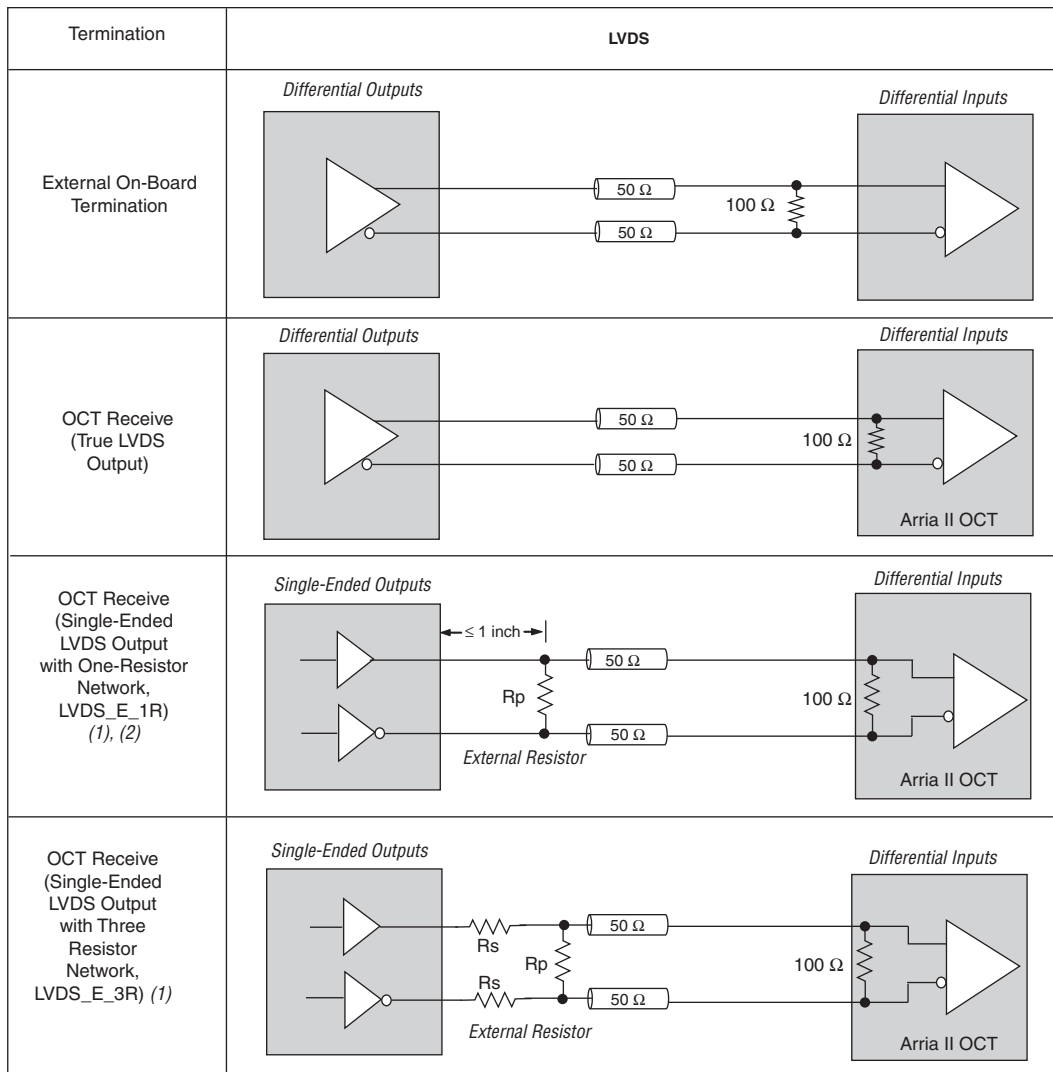 Termination
LVDS
External On-Board
Termination
Differential Outputs
Differential Inputs
50 Ω
50 Ω
100 Ω
OCT Receive
(True LVDS
Output)
Differential Outputs
Differential Inputs
50 Ω
50 Ω
100 Ω
Arria II OCT
OCT Receive
(Single-Ended
LVDS Output
with One-Resistor
Network,
LVDS_E_1R)
(1), (2)
Single-Ended Outputs
Differential Inputs
≤ 1 inch
50 Ω
Rp
100 Ω
50 Ω
External Resistor
Arria II OCT
OCT Receive
(Single-Ended
LVDS Output
with Three
Resistor
Network,
LVDS_E_3R) (1)
Single-Ended Outputs
Differential Inputs
50 Ω
Rs
Rp
100 Ω
Rs
50 Ω
External Resistor
Arria II OCT